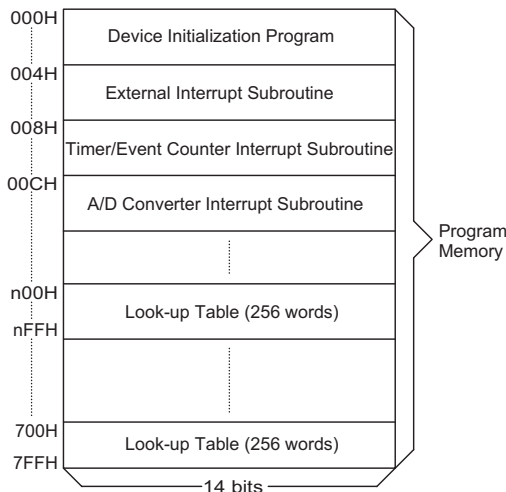 000H
Device Initialization Program
004H
External Interrupt Subroutine
008H
Timer/Event Counter Interrupt Subroutine
00CH
A/D Converter Interrupt Subroutine
Program
Memory
n00H
Look-up Table (256 words)
nFFH
700H
Look-up Table (256 words)
7FFH
14 bits